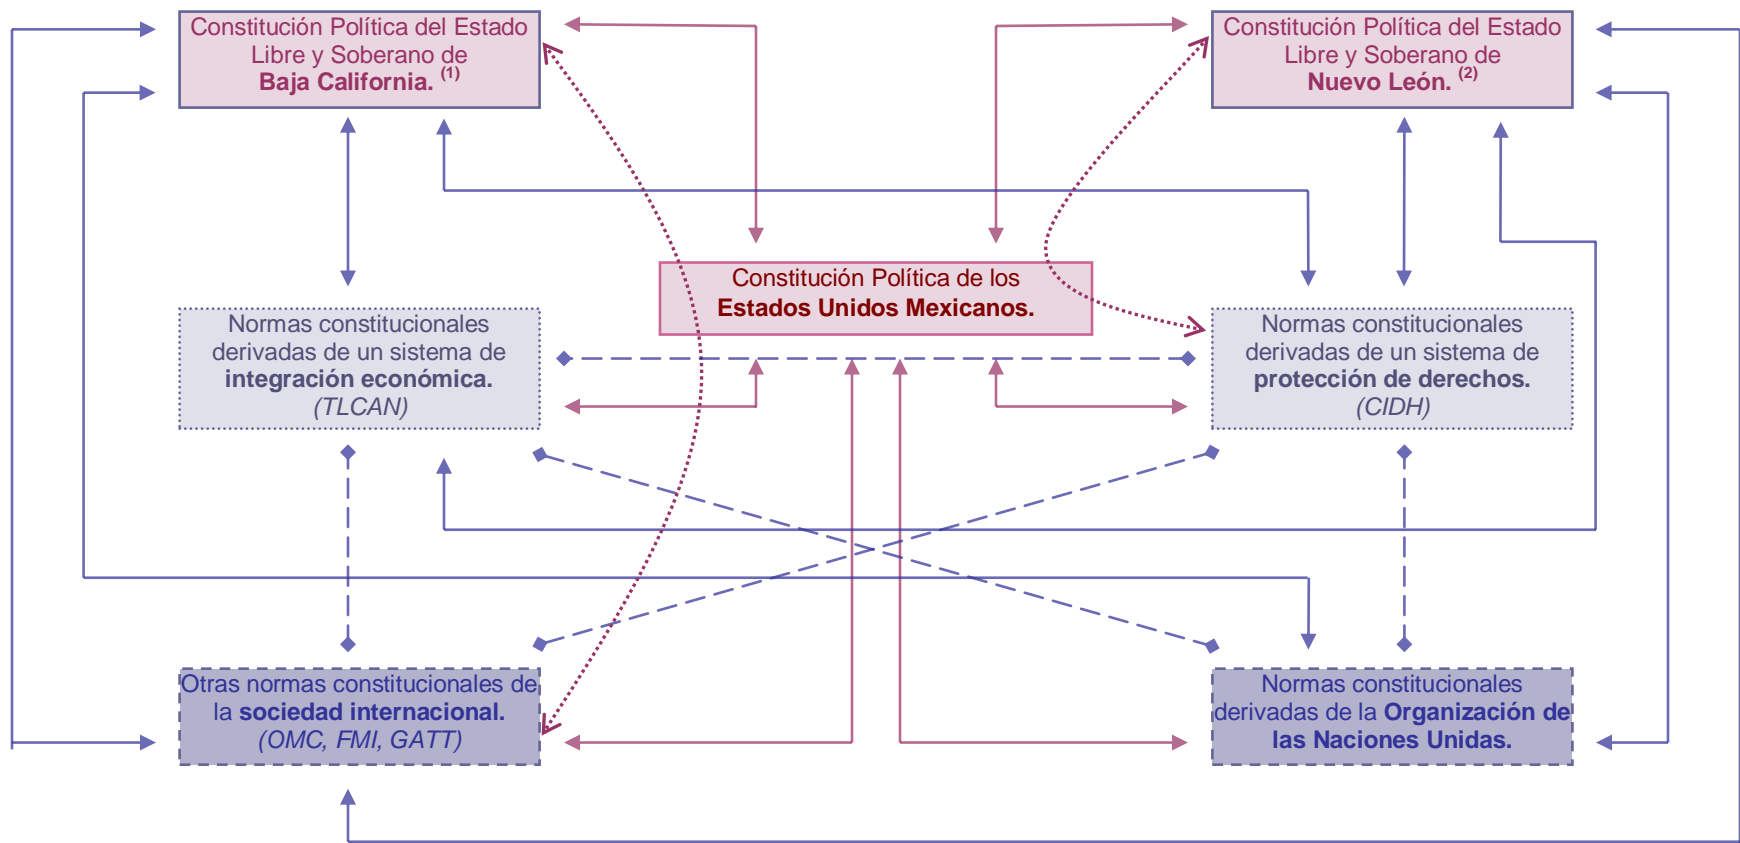 Constitución Política del Estado
Libre y Soberano de
Baja California. (1)
Constitución Política del Estado
Libre y Soberano de
Nuevo León. (2)
Constitución Política de los
Estados Unidos Mexicanos.
Normas constitucionales
derivadas de un sistema de
integración económica.
(TLCAN)
Normas constitucionales
derivadas de un sistema de
protección de derechos.
(CIDH)
Otras normas constitucionales de
la sociedad internacional.
(OMC, FMI, GATT)
Normas constitucionales
derivadas de la Organización de
las Naciones Unidas.